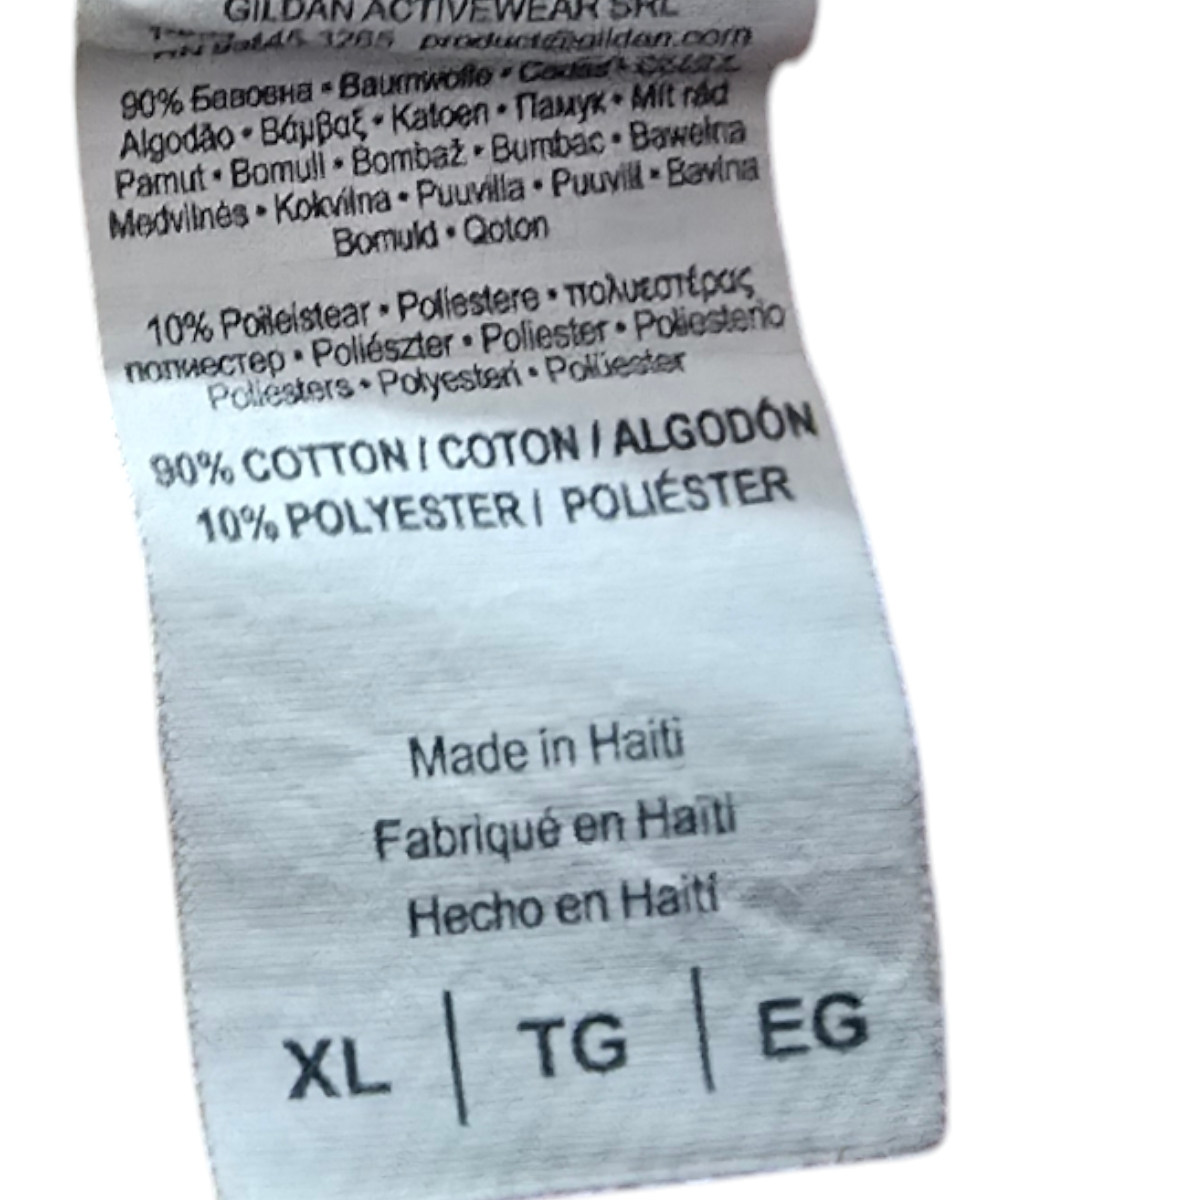 GILDAN ACTIVEWEAR SRL
product@gildan.com
90% Бавовна • Baumwolle •
Algodão • Βάμβαξ • Katoen • Памук • Mít rád
Pamut • Bomull • Bombaž • Bumbac • Bawełna
Medvilnės • Kokvilna • Puuvilla • Puuvill • Bavlna
Bomuld • Qoton
10% Poileistear • Poliestere • πολυεστέρας
полиестер • Poliészter • Poliester • Poliesterio
Poliesters • Polyesteri • Polüester
90% COTTON / COTON / ALGODÓN
10% POLYESTER / POLIÉSTER
Made in Haiti
Fabriqué en Haïti
Hecho en Haití
XL | TG | EG